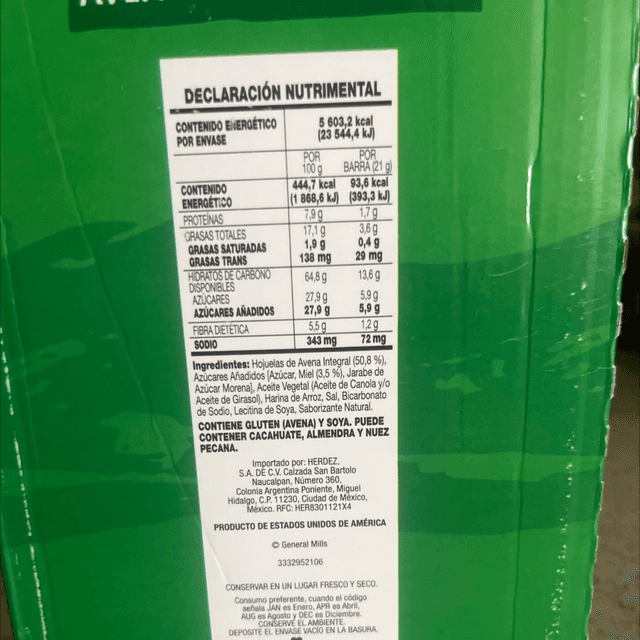 DECLARACIÓN NUTRIMENTAL
CONTENIDO ENERGÉTICO 5 603,2 kcal
POR ENVASE (23 544,4 kJ)
POR POR
100 g BARRA (21 g)
CONTENIDO 444,7 kcal 93,6 kcal
ENERGÉTICO (1 868,6 kJ) (393,3 kJ)
PROTEÍNAS 7,9 g 1,7 g
GRASAS TOTALES 17,1 g 3,6 g
GRASAS SATURADAS 1,9 g 0,4 g
GRASAS TRANS 138 mg 29 mg
HIDRATOS DE CARBONO 64,8 g 13,6 g
DISPONIBLES
AZÚCARES 27,9 g 5,9 g
AZÚCARES AÑADIDOS 27,9 g 5,9 g
FIBRA DIETÉTICA 5,5 g 1,2 g
SODIO 343 mg 72 mg
Ingredientes: Hojuelas de Avena Integral (50,8 %),
Azúcares Añadidos [Azúcar, Miel (3,5 %), Jarabe de
Azúcar Morena], Aceite Vegetal (Aceite de Canola y/o
Aceite de Girasol), Harina de Arroz, Sal, Bicarbonato
de Sodio, Lecitina de Soya, Saborizante Natural.
CONTIENE GLUTEN (AVENA) Y SOYA. PUEDE
CONTENER CACAHUATE, ALMENDRA Y NUEZ
PECANA.
Importado por: HERDEZ,
S.A. DE C.V. Calzada San Bartolo
Naucalpan, Número 360,
Colonia Argentina Poniente, Miguel
Hidalgo, C.P. 11230, Ciudad de México,
México. RFC: HER8301121X4
PRODUCTO DE ESTADOS UNIDOS DE AMÉRICA
© General Mills
3332952106
CONSERVAR EN UN LUGAR FRESCO Y SECO.
Consumo preferente, cuando el código
señala JAN es Enero, APR es Abril,
AUG es Agosto y DEC es Diciembre.
CONSERVE EL AMBIENTE.
DEPOSITE EL ENVASE VACÍO EN LA BASURA.